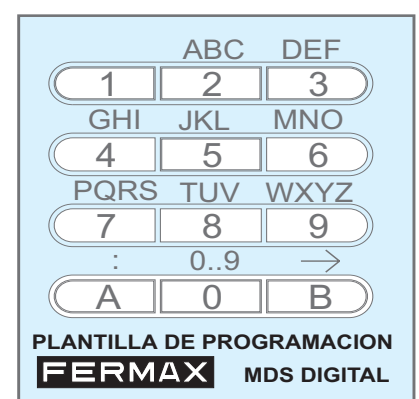 ABC DEF
1 2 3
GHI JKL MNO
4 5 6
PQRS TUV WXYZ
7 8 9
: 0..9 →
A 0 B
PLANTILLA DE PROGRAMACION
FERMAX MDS DIGITAL